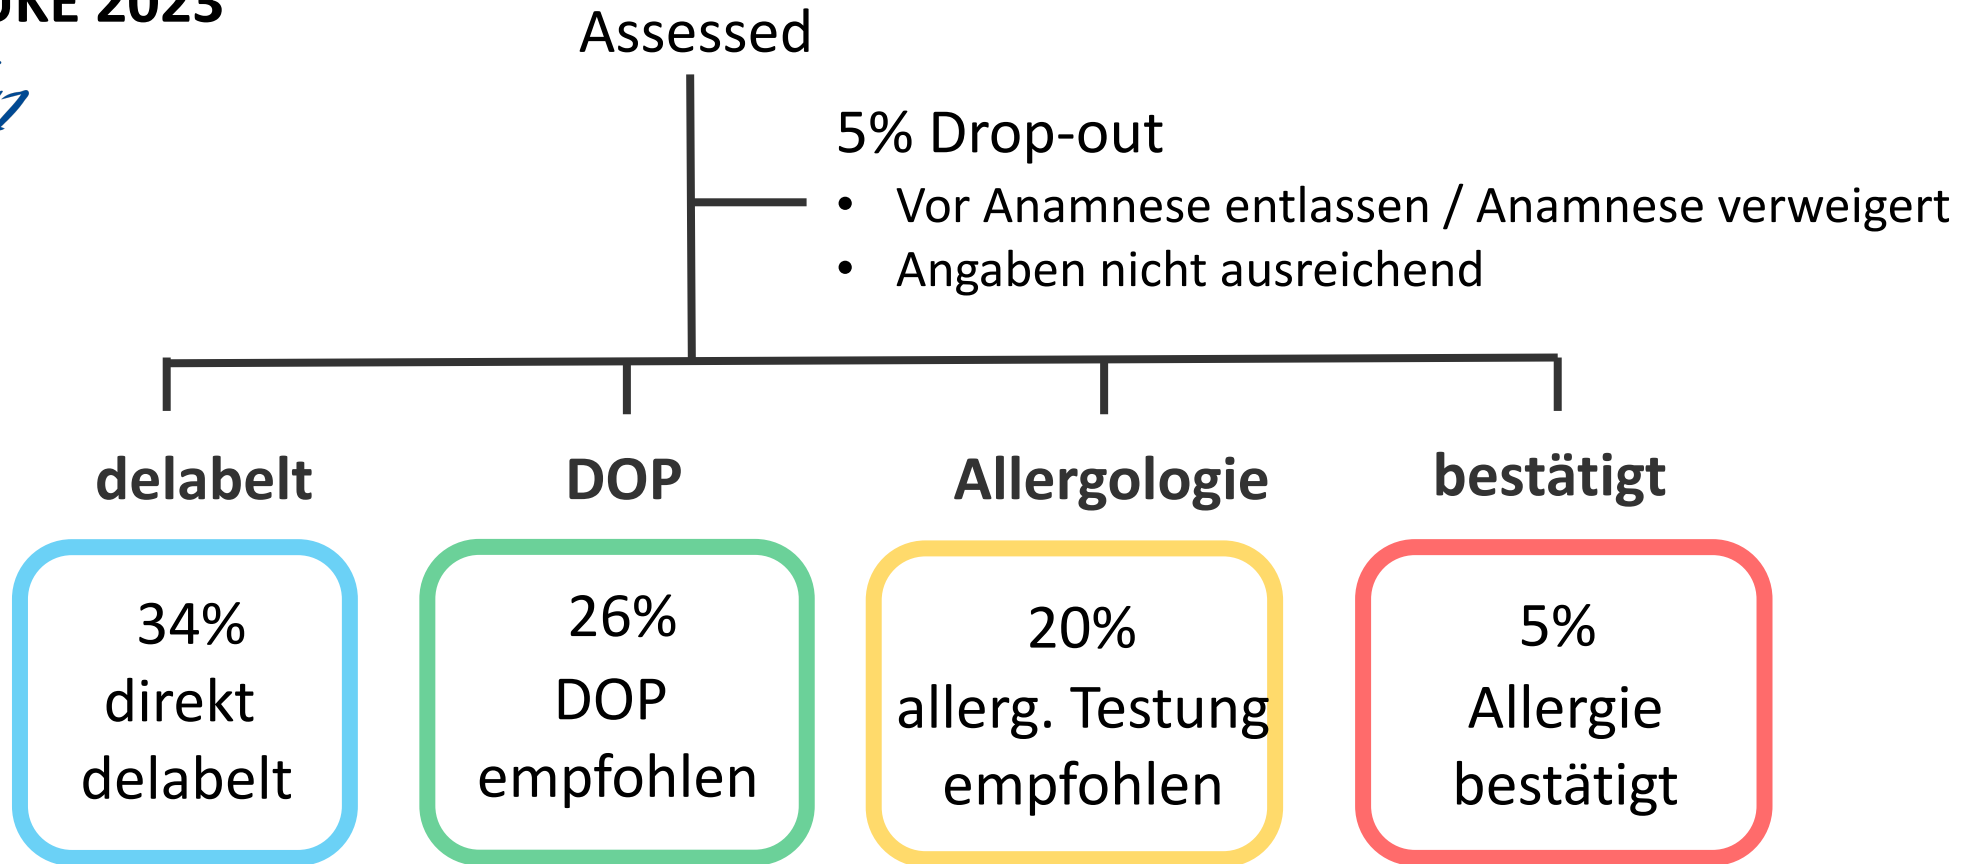 2023
Assessed
5% Drop-out
• Vor Anamnese entlassen / Anamnese verweigert
• Angaben nicht ausreichend
delabelt
DOP
Allergologie
bestätigt
34%
direkt
delabelt
26%
DOP
empfohlen
20%
allerg. Testung
empfohlen
5%
Allergie
bestätigt